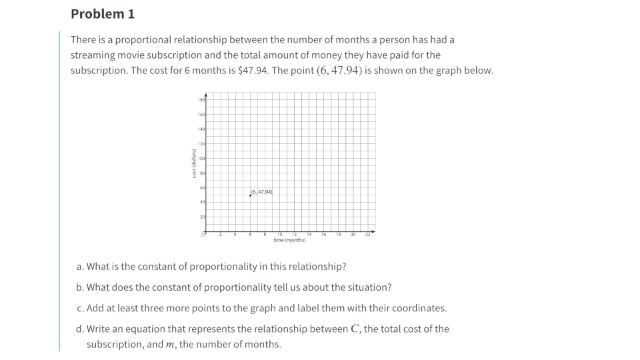 Problem 1
There is a proportional relationship between the number of months a person has had a
streaming movie subscription and the total amount of money they have paid for the
subscription. The cost for 6 months is $47.94. The point (6, 47.94) is shown on the graph below.
180
160
140
120
100
80
60
40
20
cost (dollars)
(6, 47.94)
0 2 4 6 8 10 12 14 16 18 20 22
time (months)
a. What is the constant of proportionality in this relationship?
b. What does the constant of proportionality tell us about the situation?
c. Add at least three more points to the graph and label them with their coordinates.
d. Write an equation that represents the relationship between C, the total cost of the
subscription, and m, the number of months.